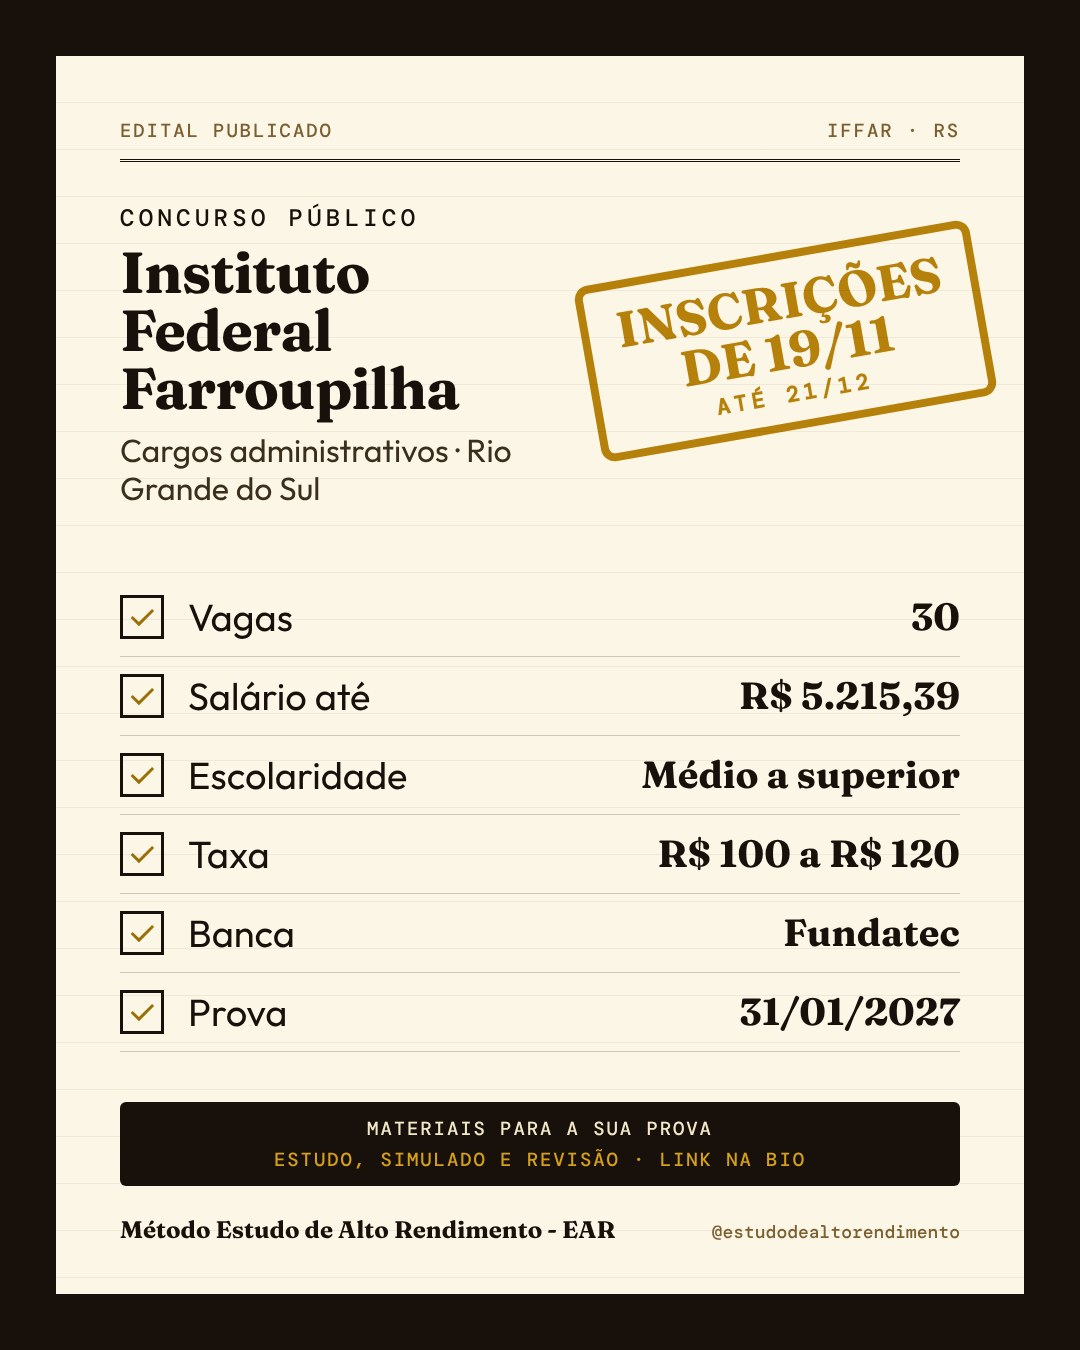 EDITAL PUBLICADO
IFFAR · RS
CONCURSO PÚBLICO
Instituto
Federal
Farroupilha
Cargos administrativos · Rio
Grande do Sul
INSCRIÇÕES
DE 19/11
ATÉ 21/12
Vagas 30
Salário até R$ 5.215,39
Escolaridade Médio a superior
Taxa R$ 100 a R$ 120
Banca Fundatec
Prova 31/01/2027
MATERIAIS PARA A SUA PROVA
ESTUDO, SIMULADO E REVISÃO · LINK NA BIO
Método Estudo de Alto Rendimento - EAR
@estudodealtorendimento